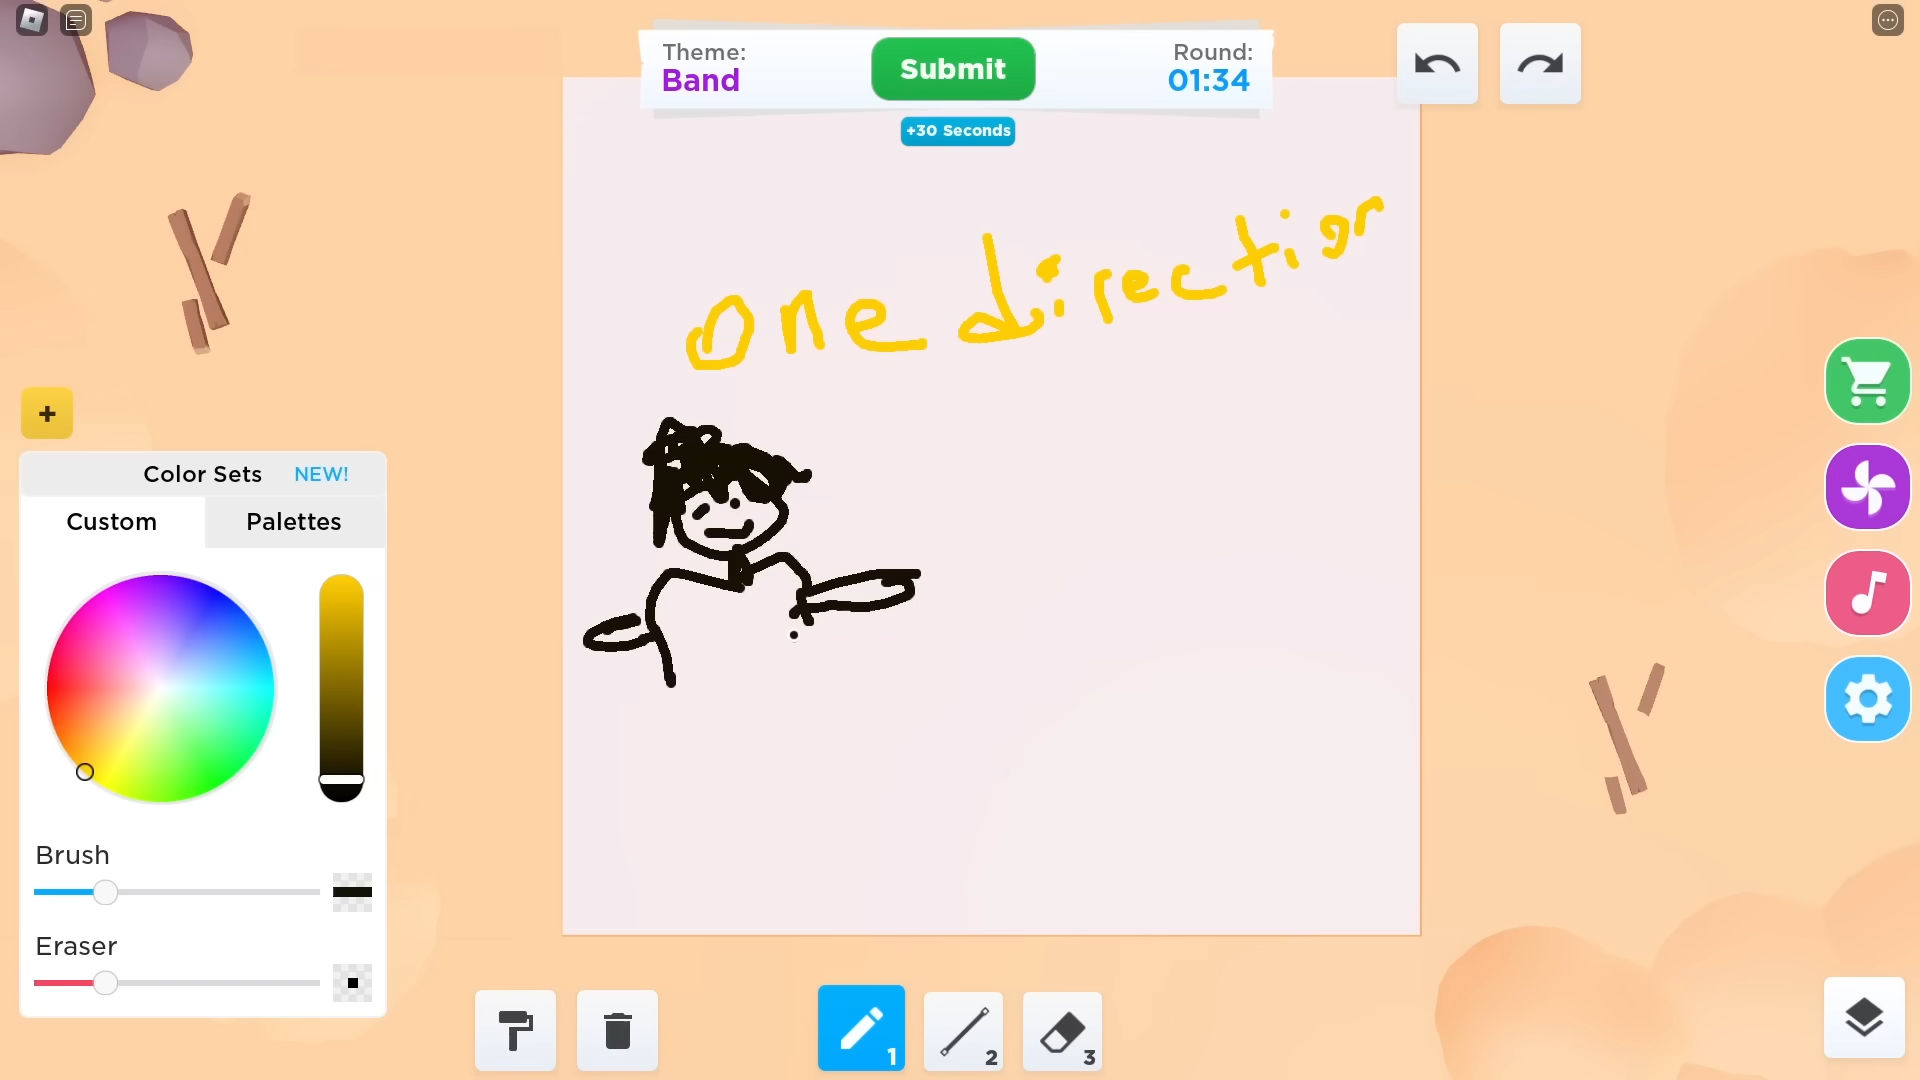 Theme:
Band
Submit
Round:
01:34
+30 Seconds
one direction
+
Color Sets NEW!
Custom Palettes
Brush
Eraser
1
2
3